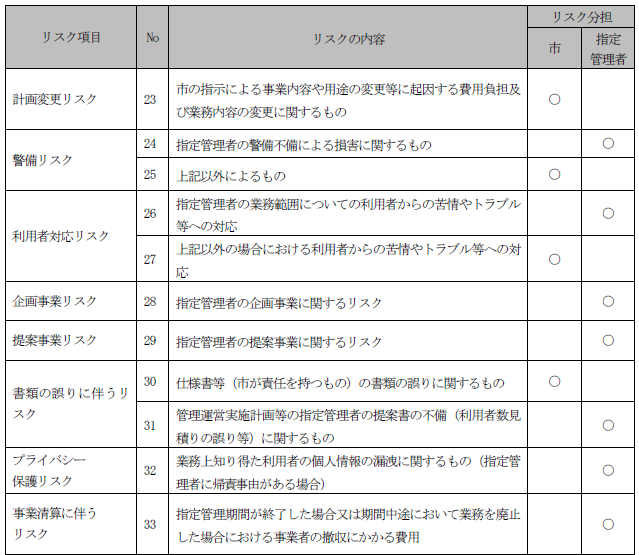 リスク項目 No リスクの内容 リスク分担
市 指定
管理者
計画変更リスク 23 市の指示による事業内容や用途の変更等に起因する費用負担及
び業務内容の変更に関するもの ○
警備リスク 24 指定管理者の警備不備による損害に関するもの ○
25 上記以外によるもの ○
利用者対応リスク 26 指定管理者の業務範囲についての利用者からの苦情やトラブル
等への対応 ○
27 上記以外の場合における利用者からの苦情やトラブル等への対
応 ○
企画事業リスク 28 指定管理者の企画事業に関するリスク ○
提案事業リスク 29 指定管理者の提案事業に関するリスク ○
書類の誤りに伴うリ
スク 30 仕様書等（市が責任を持つもの）の書類の誤りに関するもの ○
31 管理運営実施計画等の指定管理者の提案書の不備（利用者数見
積りの誤り等）に関するもの ○
プライバシー
保護リスク 32 業務上知り得た利用者の個人情報の漏洩に関するもの（指定管
理者に帰責事由がある場合） ○
事業清算に伴う
リスク 33 指定管理期間が終了した場合又は期間中途において業務を廃止
した場合における事業者の撤収にかかる費用 ○